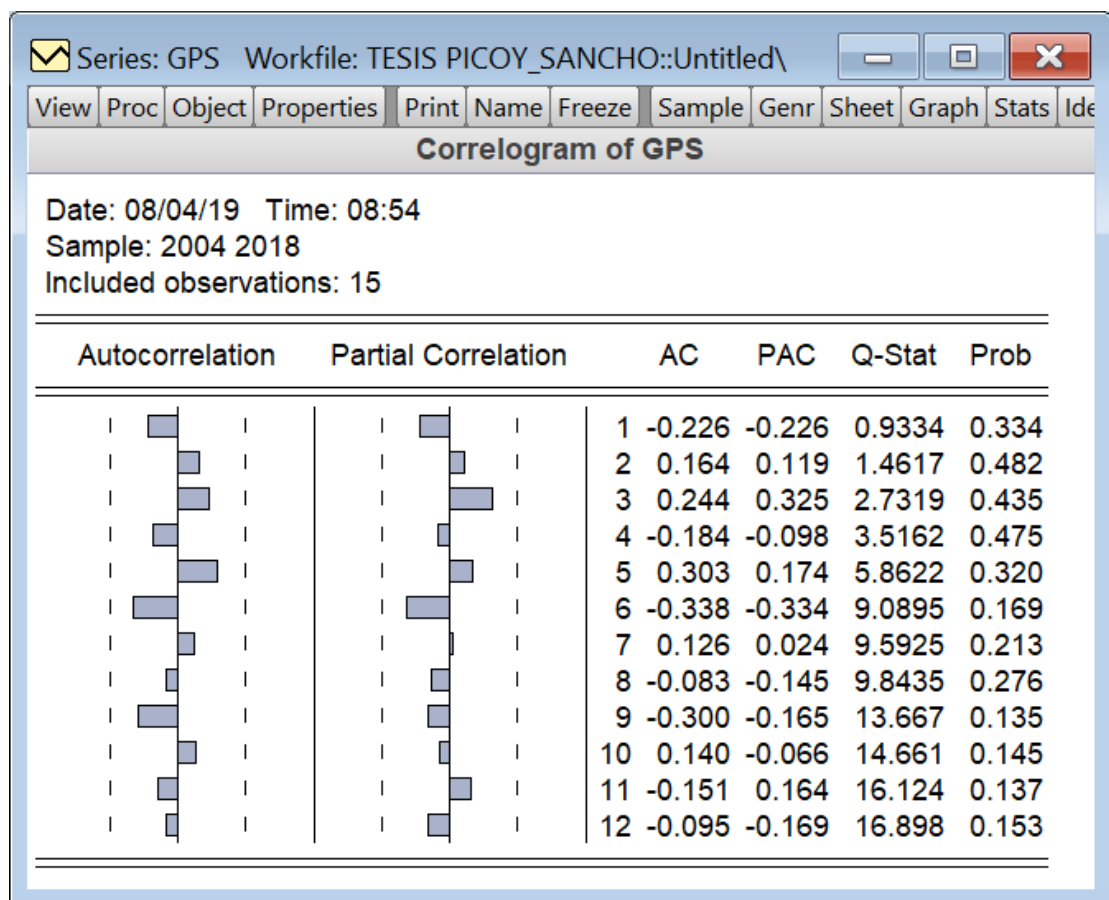 Series: GPS Workfile: TESIS PICOY_SANCHO::Untitled\
View Proc Object Properties Print Name Freeze Sample Genr Sheet Graph Stats Ide
Correlogram of GPS
Date: 08/04/19 Time: 08:54
Sample: 2004 2018
Included observations: 15
Autocorrelation Partial Correlation AC PAC Q-Stat Prob
1 -0.226 -0.226 0.9334 0.334
2 0.164 0.119 1.4617 0.482
3 0.244 0.325 2.7319 0.435
4 -0.184 -0.098 3.5162 0.475
5 0.303 0.174 5.8622 0.320
6 -0.338 -0.334 9.0895 0.169
7 0.126 0.024 9.5925 0.213
8 -0.083 -0.145 9.8435 0.276
9 -0.300 -0.165 13.667 0.135
10 0.140 -0.066 14.661 0.145
11 -0.151 0.164 16.124 0.137
12 -0.095 -0.169 16.898 0.153